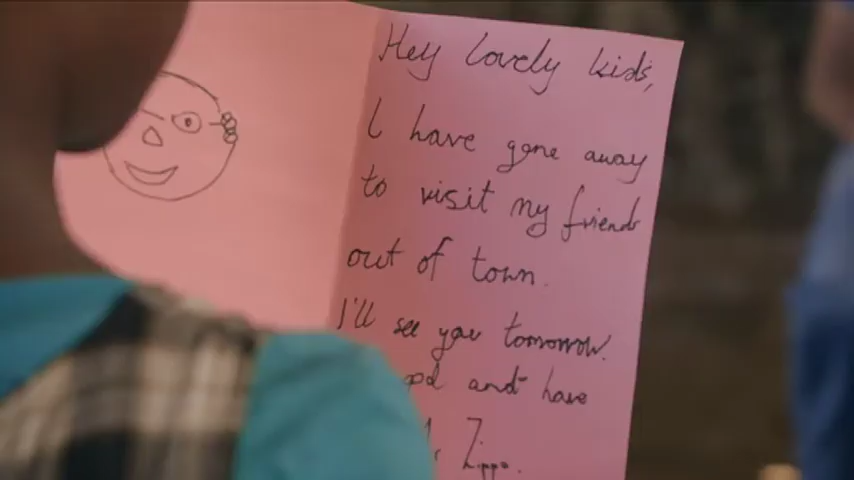 Hey lovely kids,
I have gone away
to visit my friends
out of town.
I'll see you tomorrow.
and have
Zippo.